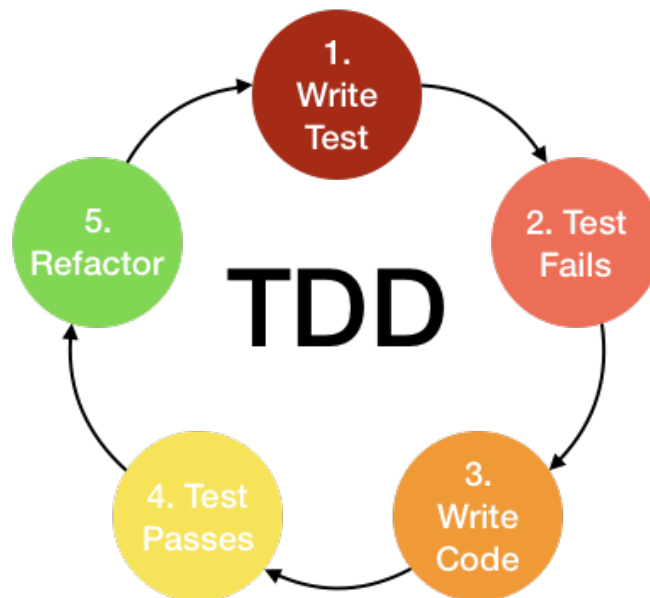 1.
Write
Test
2. Test
Fails
3.
Write
Code
4. Test
Passes
5.
Refactor
TDD